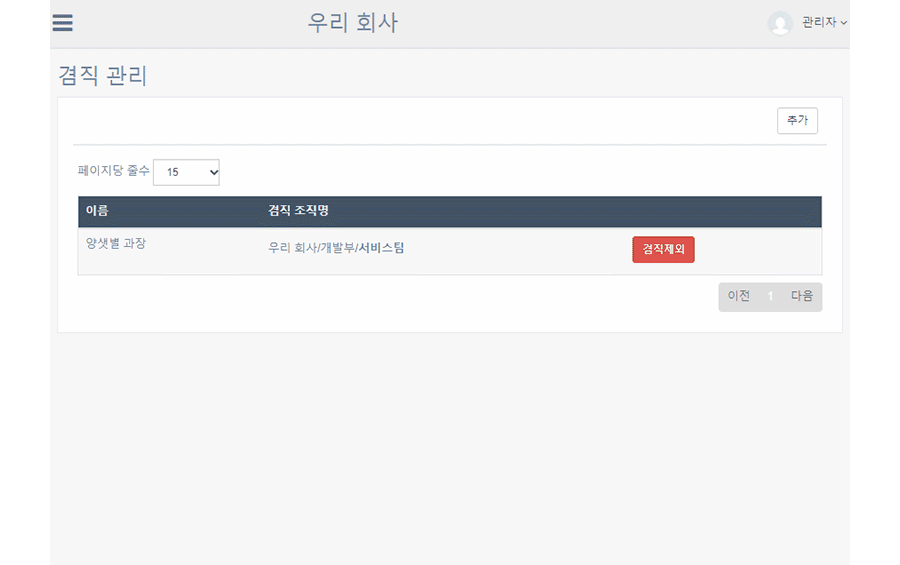 우리 회사
관리자
겸직 관리
추가
페이지당 줄수 15
이름 겸직 조직명
양샛별 과장 우리 회사/개발부/서비스팀 겸직제외
이전 1 다음